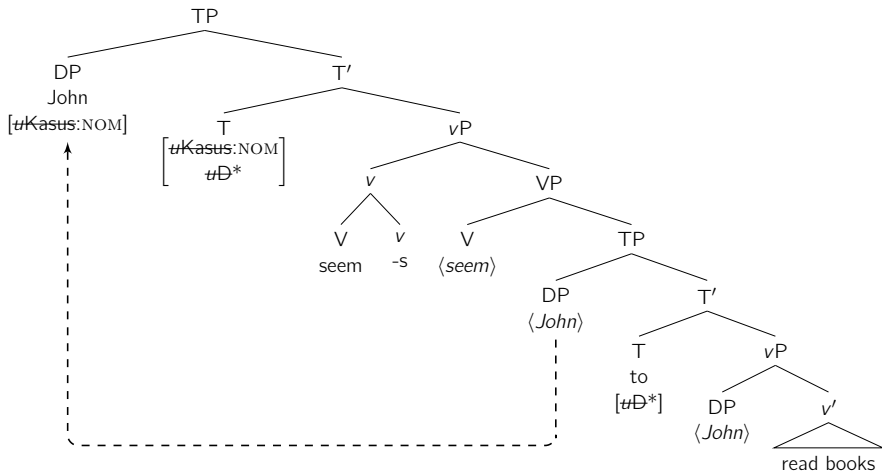 TP
DP T′
John
[uKasus:NOM]
T vP
[uKasus:NOM
uD*]
v VP
V v V TP
seem -s ⟨seem⟩
DP T′
⟨John⟩
T vP
to
[uD*]
DP v′
⟨John⟩
read books